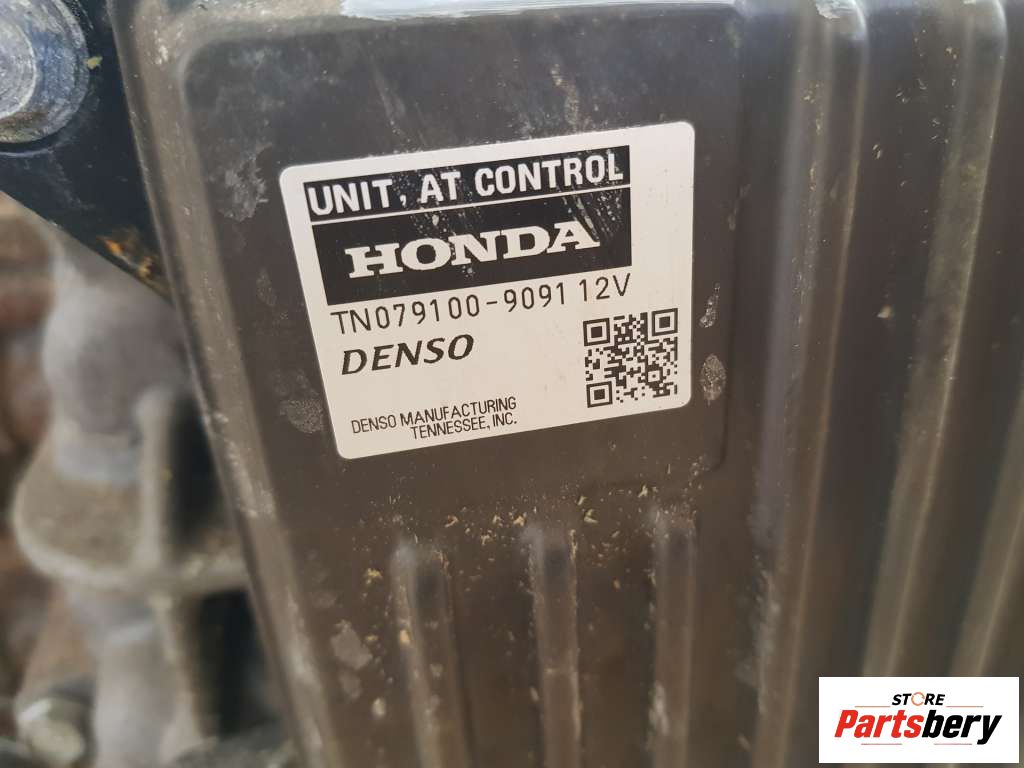 UNIT, AT CONTROL
HONDA
TN079100-9091 12V
DENSO
DENSO MANUFACTURING
TENNESSEE, INC.
STORE
Partsbery